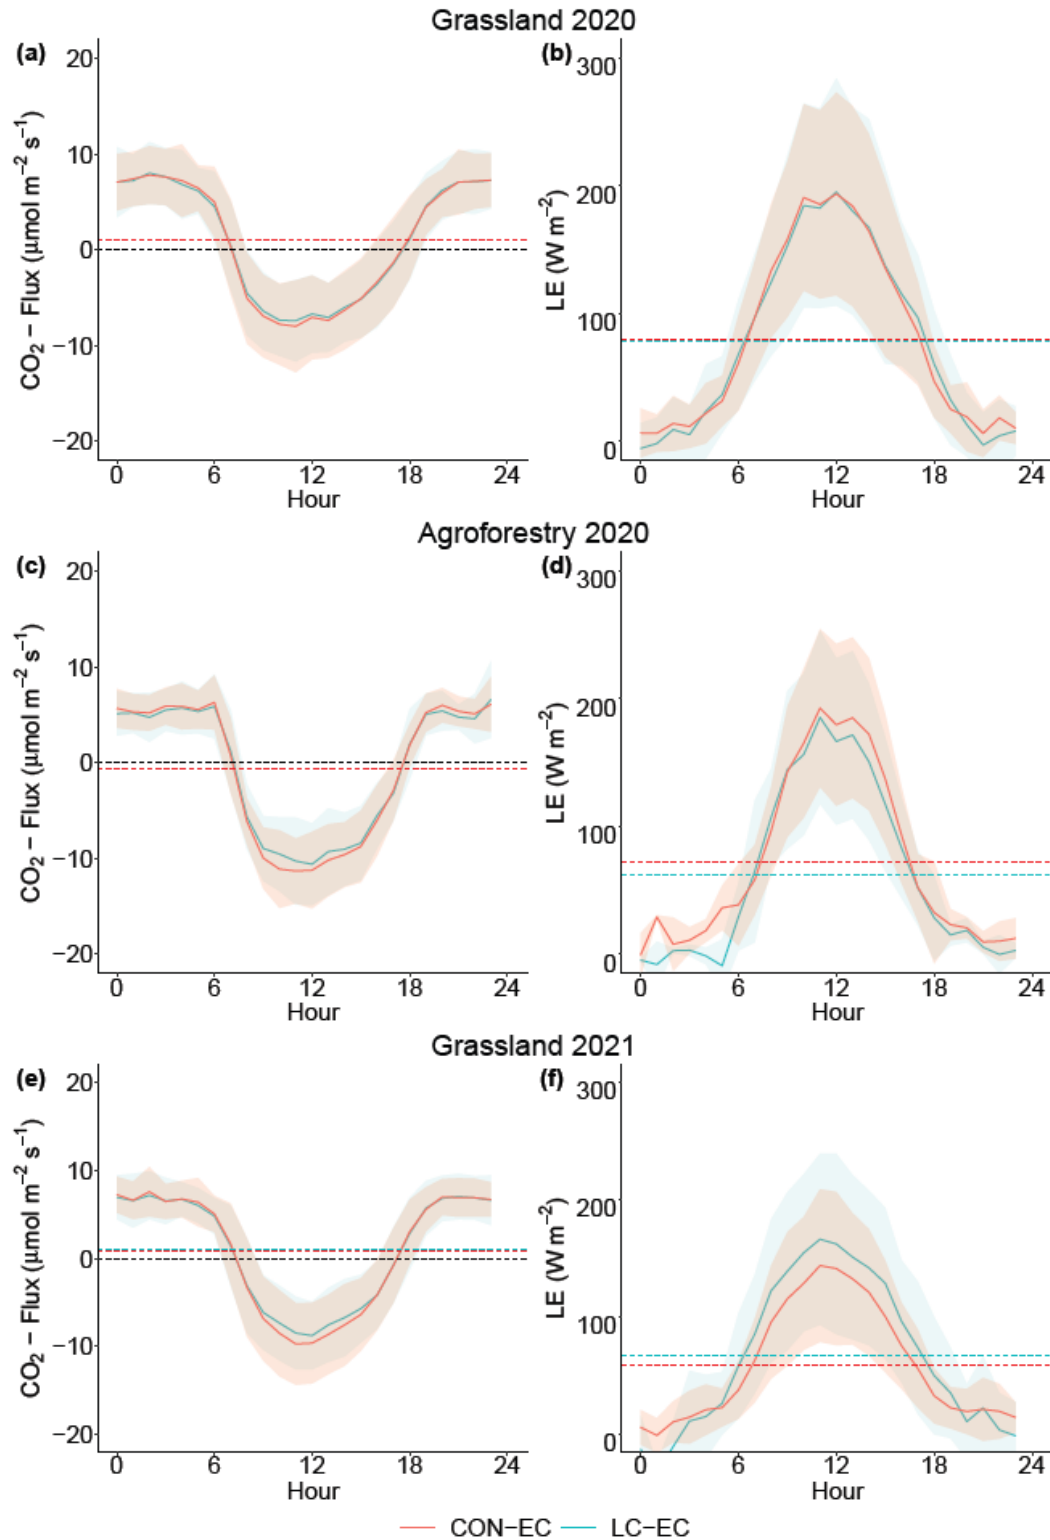 Grassland 2020
(a)
20
10
0
−10
−20
CO₂ − Flux (μmol m⁻² s⁻¹)
0 6 12 18 24
Hour
(b)
300
200
100
0
LE (W m⁻²)
0 6 12 18 24
Hour
Agroforestry 2020
(c)
20
10
0
−10
−20
CO₂ − Flux (μmol m⁻² s⁻¹)
0 6 12 18 24
Hour
(d)
300
200
100
0
LE (W m⁻²)
0 6 12 18 24
Hour
Grassland 2021
(e)
20
10
0
−10
−20
CO₂ − Flux (μmol m⁻² s⁻¹)
0 6 12 18 24
Hour
(f)
300
200
100
0
LE (W m⁻²)
0 6 12 18 24
Hour
CON−EC LC−EC